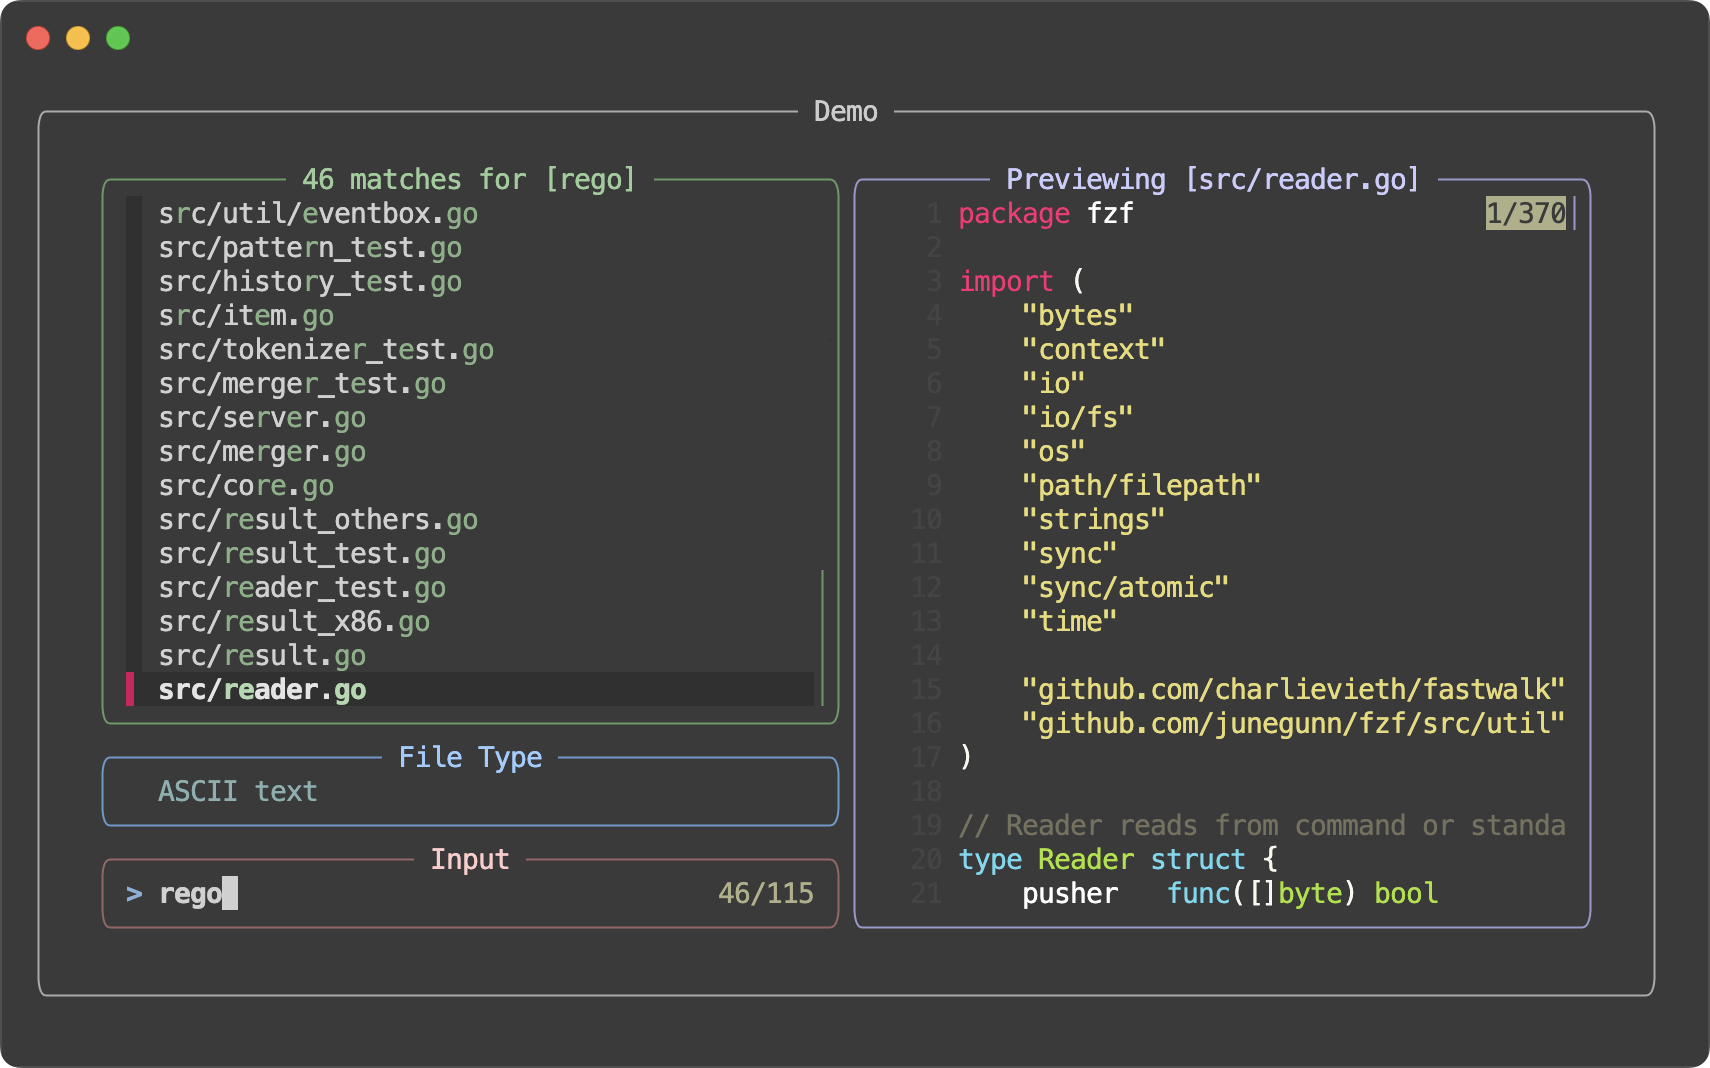 Demo
46 matches for [rego]
src/util/eventbox.go
src/pattern_test.go
src/history_test.go
src/item.go
src/tokenizer_test.go
src/merger_test.go
src/server.go
src/merger.go
src/core.go
src/result_others.go
src/result_test.go
src/reader_test.go
src/result_x86.go
src/result.go
src/reader.go
File Type
ASCII text
Input
> rego 46/115
Previewing [src/reader.go]
1 package fzf 1/370
2
3 import (
4 "bytes"
5 "context"
6 "io"
7 "io/fs"
8 "os"
9 "path/filepath"
10 "strings"
11 "sync"
12 "sync/atomic"
13 "time"
14
15 "github.com/charlievieth/fastwalk"
16 "github.com/junegunn/fzf/src/util"
17 )
18
19 // Reader reads from command or standa
20 type Reader struct {
21 pusher func([]byte) bool